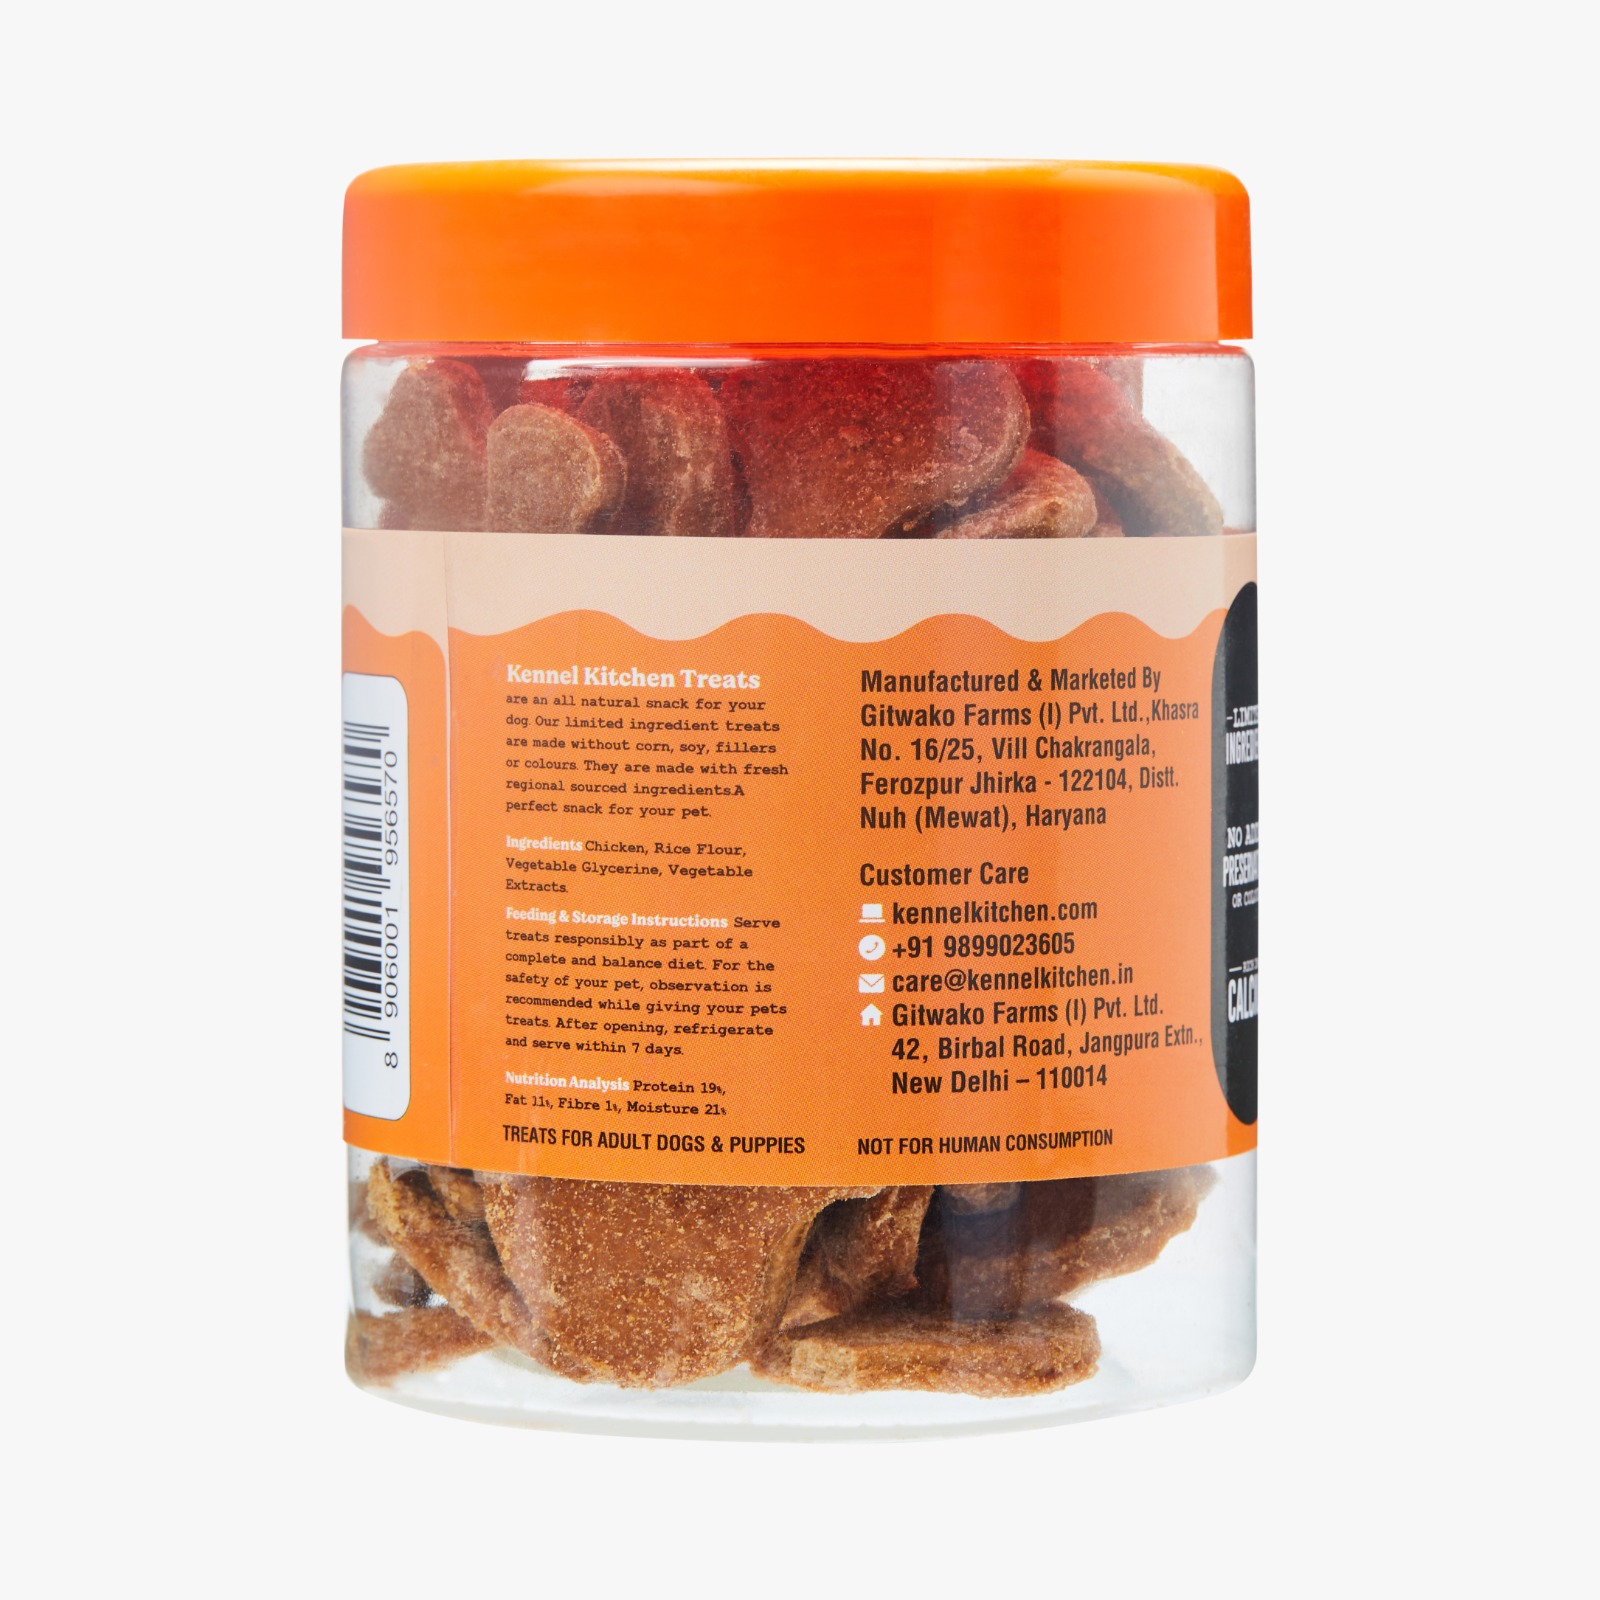 8 906001 956570
Kennel Kitchen Treats
are an all natural snack for your
dog. Our limited ingredient treats
are made without corn, soy, fillers
or colours. They are made with fresh
regional sourced ingredients.A
perfect snack for your pet.
Ingredients Chicken, Rice Flour,
Vegetable Glycerine, Vegetable
Extracts.
Feeding & Storage Instructions Serve
treats responsibly as part of a
complete and balance diet. For the
safety of your pet, observation is
recommended while giving your pets
treats. After opening, refrigerate
and serve within 7 days.
Nutrition Analysis Protein 19%,
Fat 11%, Fibre 1%, Moisture 21%
TREATS FOR ADULT DOGS & PUPPIES
Manufactured & Marketed By
Gitwako Farms (I) Pvt. Ltd.,Khasra
No. 16/25, Vill Chakrangala,
Ferozpur Jhirka - 122104, Distt.
Nuh (Mewat), Haryana
Customer Care
kennelkitchen.com
+91 9899023605
care@kennelkitchen.in
Gitwako Farms (I) Pvt. Ltd.
42, Birbal Road, Jangpura Extn.,
New Delhi – 110014
NOT FOR HUMAN CONSUMPTION
NO
OR